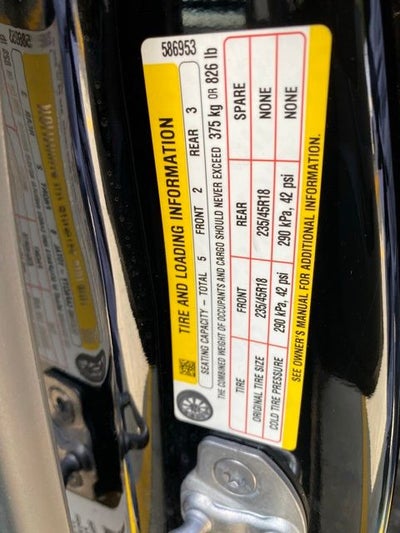 586953
TIRE AND LOADING INFORMATION
SEATING CAPACITY – TOTAL 5 FRONT 2 REAR 3
THE COMBINED WEIGHT OF OCCUPANTS AND CARGO SHOULD NEVER EXCEED 375 kg OR 826 lb
TIRE FRONT REAR SPARE
ORIGINAL TIRE SIZE 235/45R18 235/45R18 NONE
COLD TIRE PRESSURE 290 kPa, 42 psi 290 kPa, 42 psi NONE
SEE OWNER'S MANUAL FOR ADDITIONAL INFORMATION.